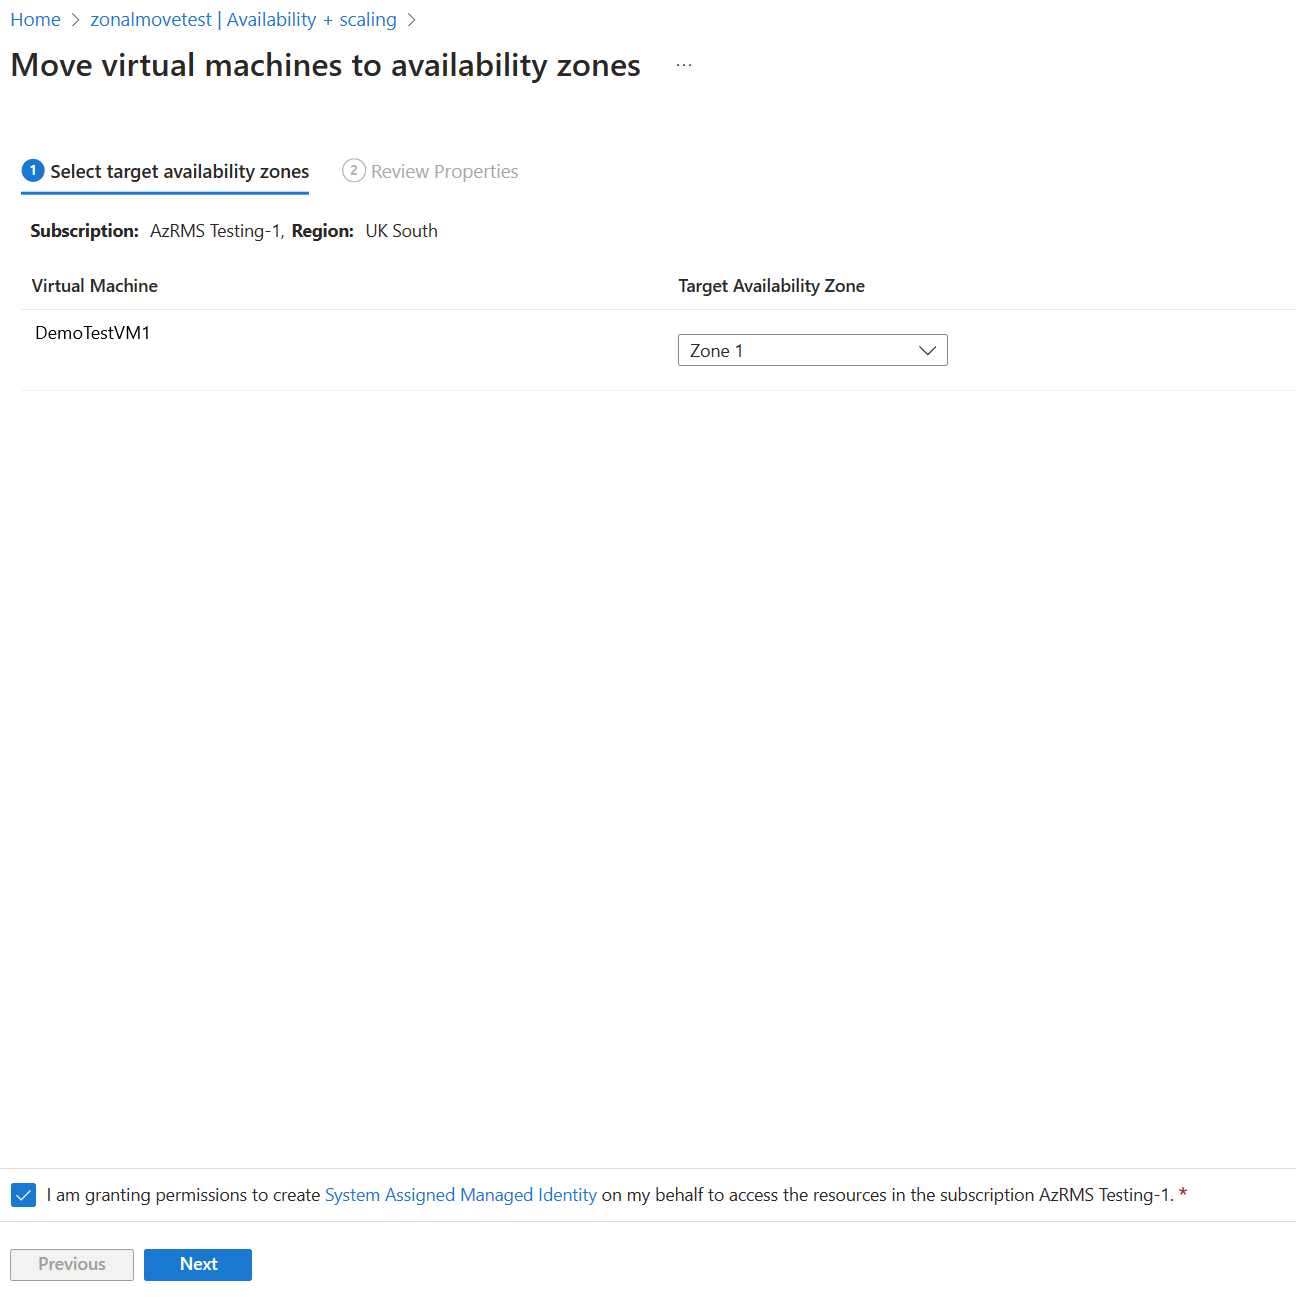 Home > zonalmovetest | Availability + scaling >
Move virtual machines to availability zones ...
1 Select target availability zones 2 Review Properties
Subscription: AzRMS Testing-1, Region: UK South
Virtual Machine Target Availability Zone
DemoTestVM1
Zone 1
I am granting permissions to create System Assigned Managed Identity on my behalf to access the resources in the subscription AzRMS Testing-1. *
Previous Next